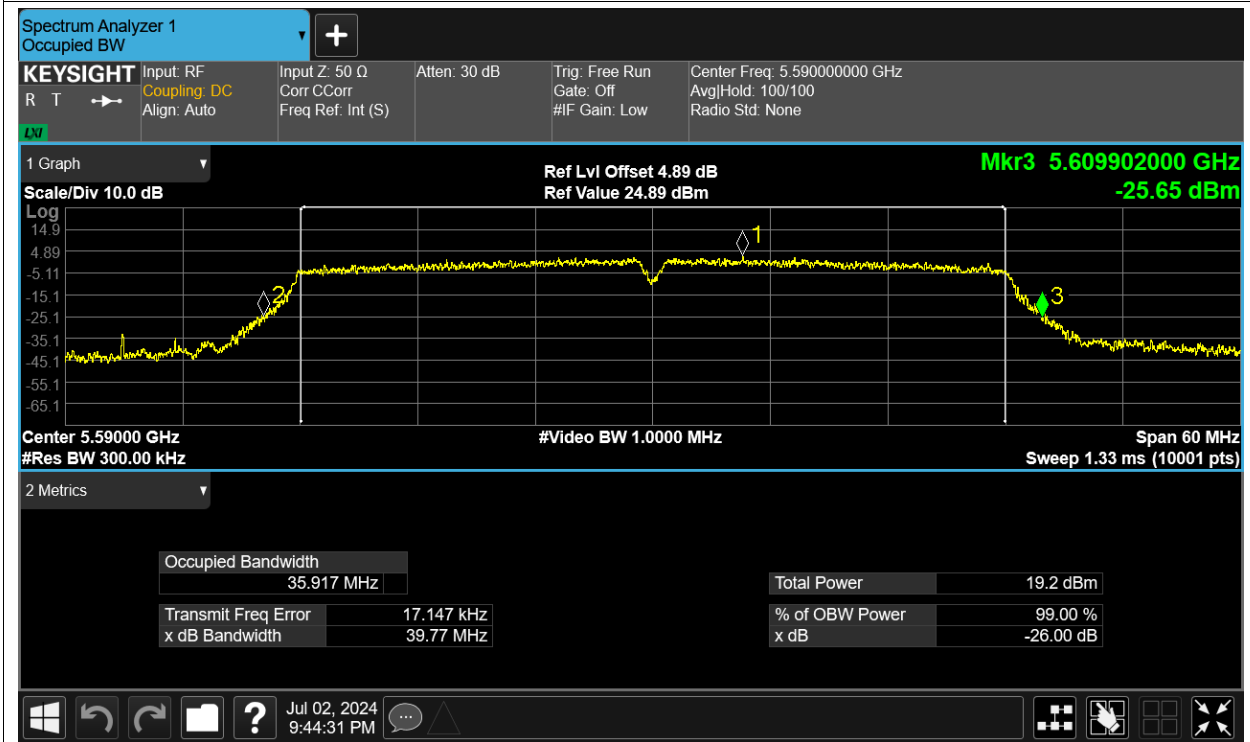 Spectrum Analyzer 1
Occupied BW
KEYSIGHT
R T
LXI
Input: RF
Coupling: DC
Align: Auto
Input Z: 50 Ω
Corr CCorr
Freq Ref: Int (S)
Atten: 30 dB
Trig: Free Run
Gate: Off
#IF Gain: Low
Center Freq: 5.590000000 GHz
Avg|Hold: 100/100
Radio Std: None
1 Graph
Scale/Div 10.0 dB
Ref Lvl Offset 4.89 dB
Ref Value 24.89 dBm
Mkr3 5.609902000 GHz
-25.65 dBm
Log
14.9
4.89
-5.11
-15.1
-25.1
-35.1
-45.1
-55.1
-65.1
1
2
3
Center 5.59000 GHz
#Res BW 300.00 kHz
#Video BW 1.0000 MHz
Span 60 MHz
Sweep 1.33 ms (10001 pts)
2 Metrics
Occupied Bandwidth
35.917 MHz
Transmit Freq Error 17.147 kHz
x dB Bandwidth 39.77 MHz
Total Power 19.2 dBm
% of OBW Power 99.00 %
x dB -26.00 dB
?
Jul 02, 2024
9:44:31 PM